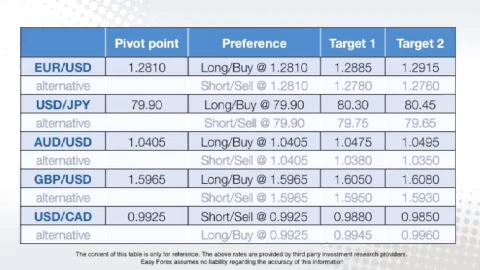 Pivot point Preference Target 1 Target 2
EUR/USD 1.2810 Long/Buy @ 1.2810 1.2885 1.2915
alternative Short/Sell @ 1.2810 1.2780 1.2760
USD/JPY 79.90 Long/Buy @ 79.90 80.30 80.45
alternative Short/Sell @ 79.90 79.75 79.65
AUD/USD 1.0405 Long/Buy @ 1.0405 1.0475 1.0495
alternative Short/Sell @ 1.0405 1.0380 1.0350
GBP/USD 1.5965 Long/Buy @ 1.5965 1.6050 1.6080
alternative Short/Sell @ 1.5965 1.5950 1.5930
USD/CAD 0.9925 Short/Sell @ 0.9925 0.9880 0.9850
alternative Long/Buy @ 0.9925 0.9945 0.9960
The content of this table is only for reference. The above rates are provided by third party investment research providers.
Easy Forex assumes no liability regarding the accuracy of this information